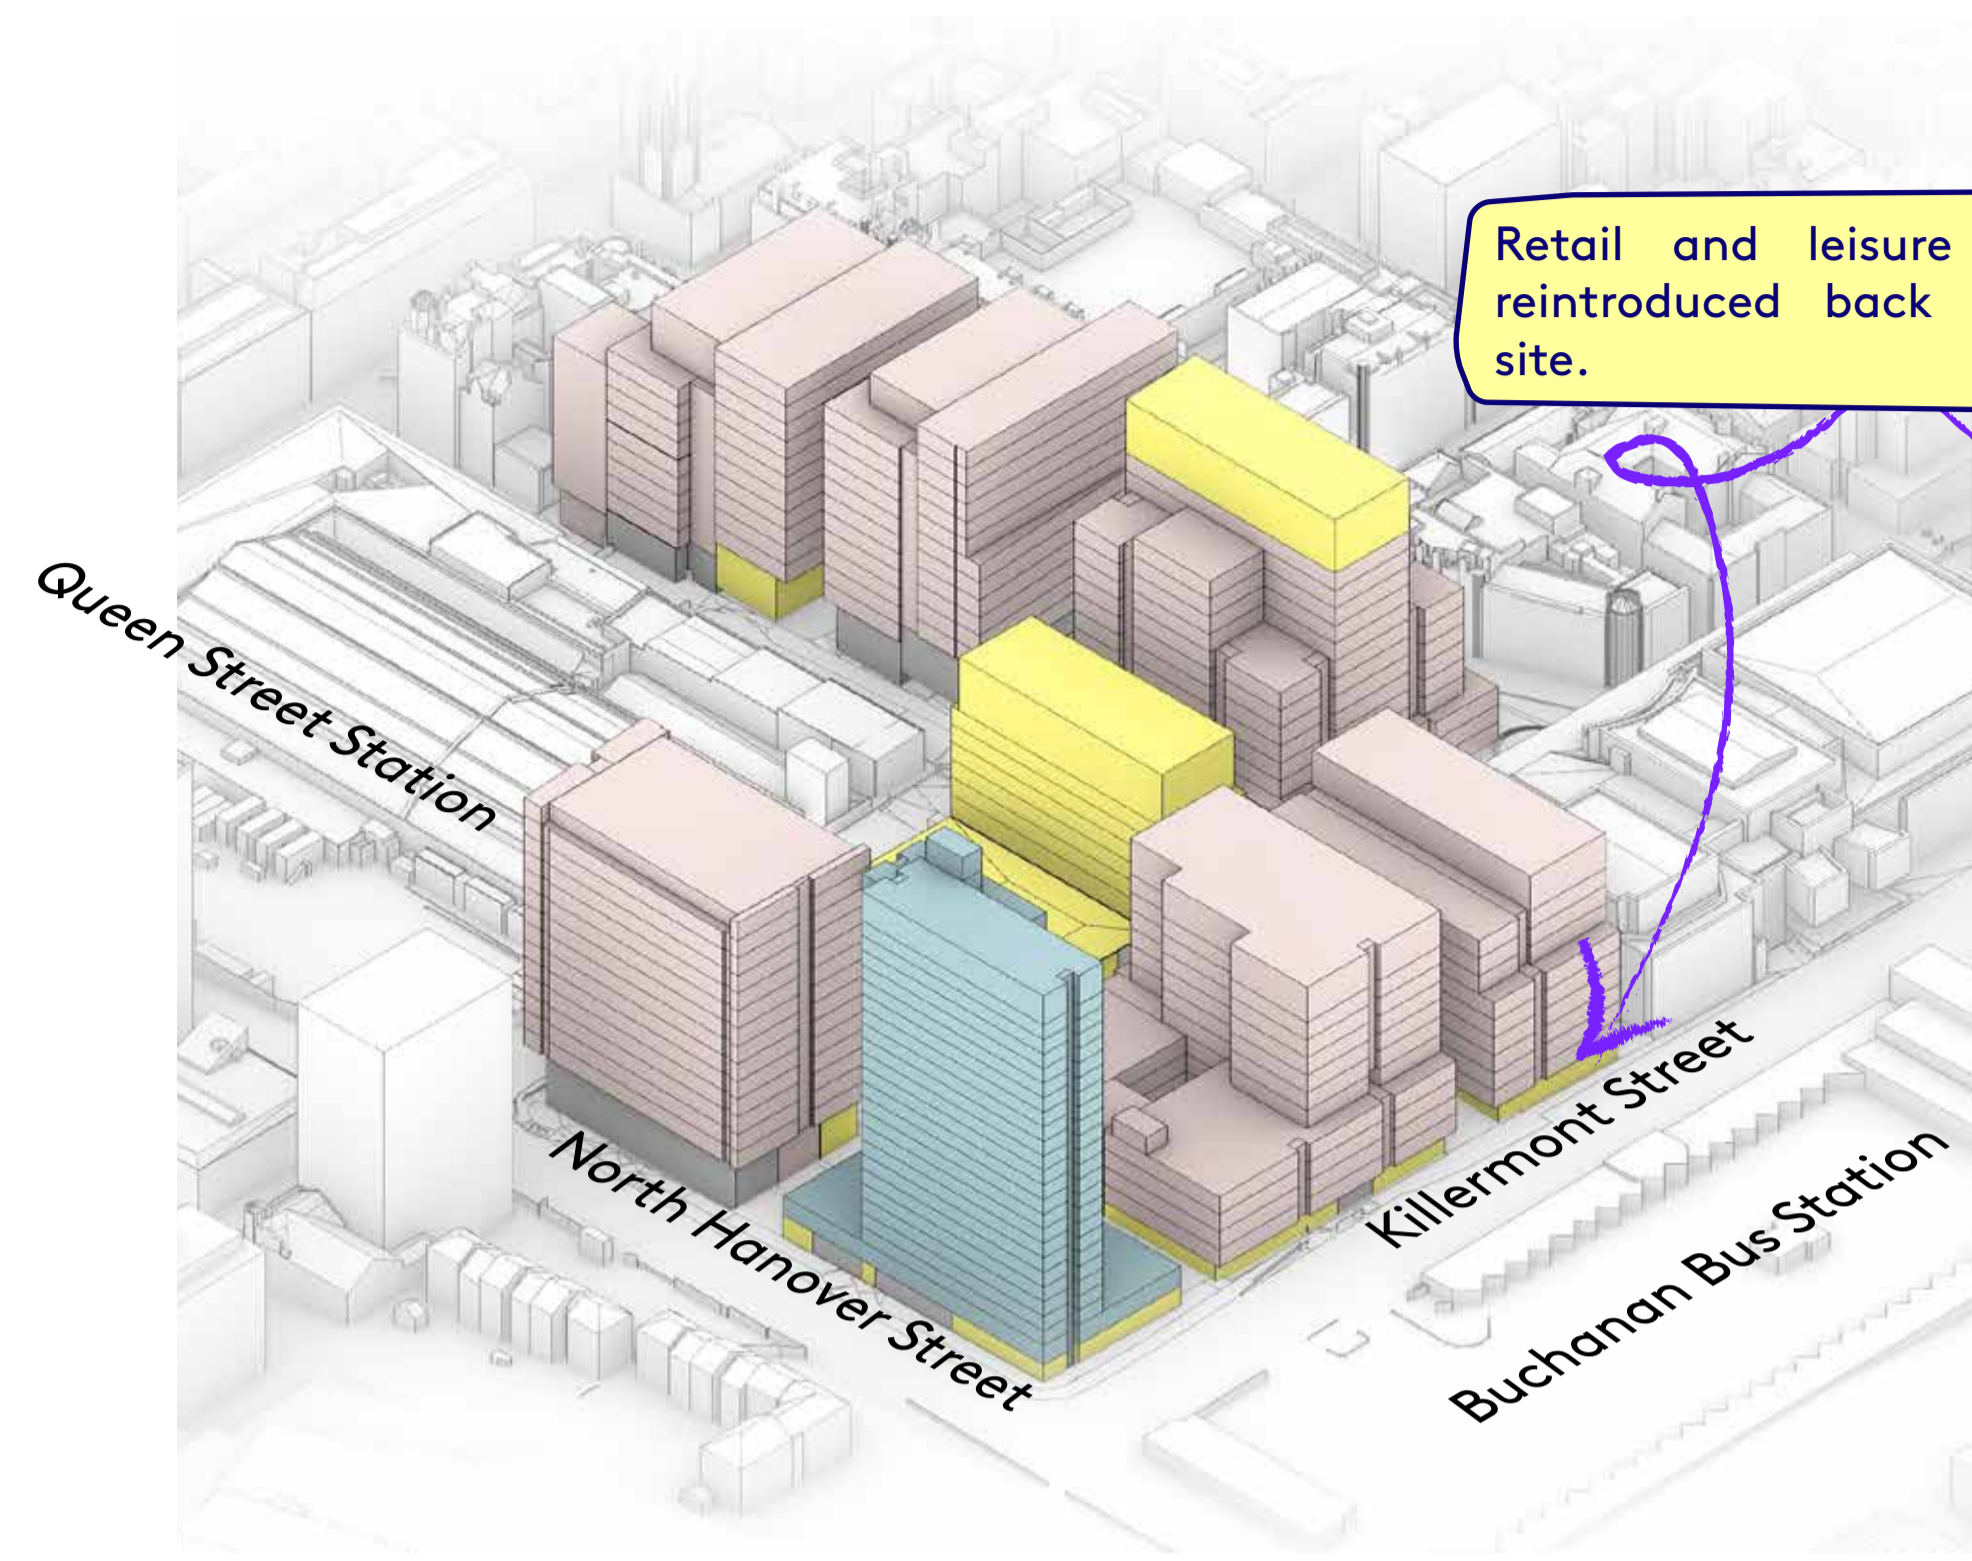 Retail and leisure
reintroduced back
site.
Queen Street Station
North Hanover Street
Killermont Street
Buchanan Bus Station